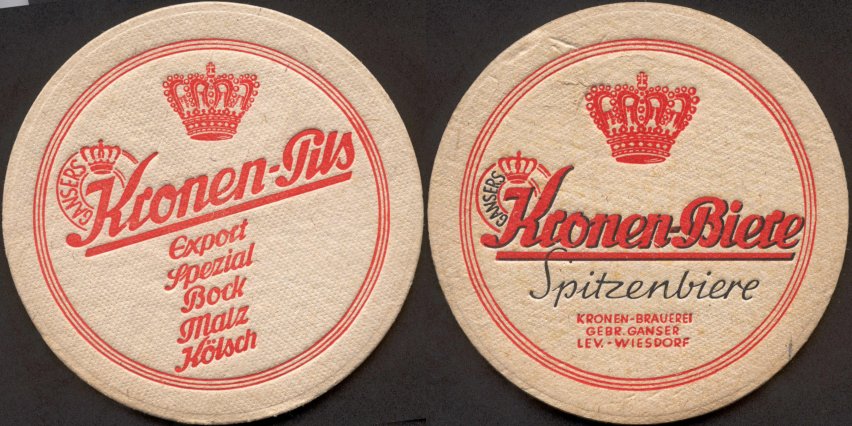 GANSERS
Kronen-Pils
Export
Spezial
Bock
Malz
Kölsch
GANSERS
Kronen-Biere
Spitzenbiere
KRONEN-BRAUEREI
GEBR. GANSER
LEV.-WIESDORF